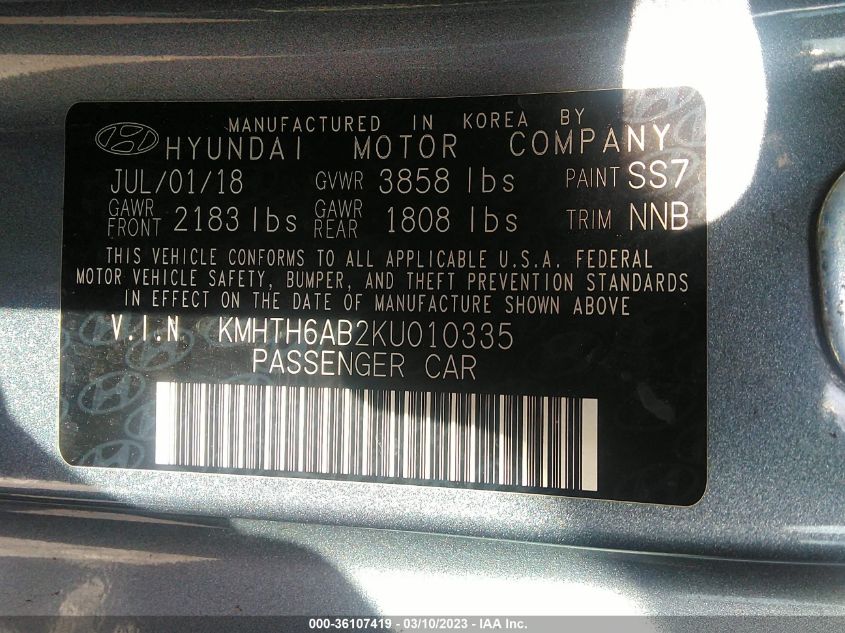 MANUFACTURED IN KOREA BY
HYUNDAI MOTOR COMPANY
JUL/01/18 GVWR 3858 lbs PAINT SS7
GAWR FRONT 2183 lbs GAWR REAR 1808 lbs TRIM NNB
THIS VEHICLE CONFORMS TO ALL APPLICABLE U.S.A. FEDERAL
MOTOR VEHICLE SAFETY, BUMPER, AND THEFT PREVENTION STANDARDS
IN EFFECT ON THE DATE OF MANUFACTURE SHOWN ABOVE
V.I.N KMHTH6AB2KU010335
PASSENGER CAR
000-36107419 - 03/10/2023 - IAA Inc.